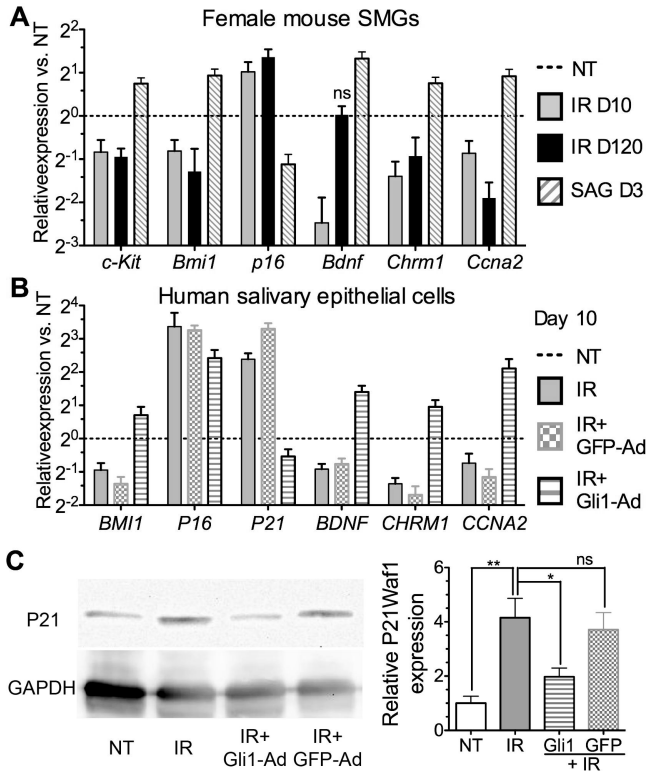 A
Female mouse SMGs
Relativeexpression vs. NT
2^2
2^1
2^0
2^-1
2^-2
2^-3
ns
c-Kit Bmi1 p16 Bdnf Chrm1 Ccna2
NT
IR D10
IR D120
SAG D3
B
Human salivary epithelial cells
Relativeexpression vs. NT
2^4
2^3
2^2
2^1
2^0
2^-1
2^-2
BMI1 P16 P21 BDNF CHRM1 CCNA2
Day 10
NT
IR
IR+
GFP-Ad
IR+
Gli1-Ad
C
P21
GAPDH
NT IR IR+ IR+
Gli1-Ad GFP-Ad
Relative P21Waf1
expression
6
4
2
0
** ns
*
NT IR Gli1 GFP
+ IR